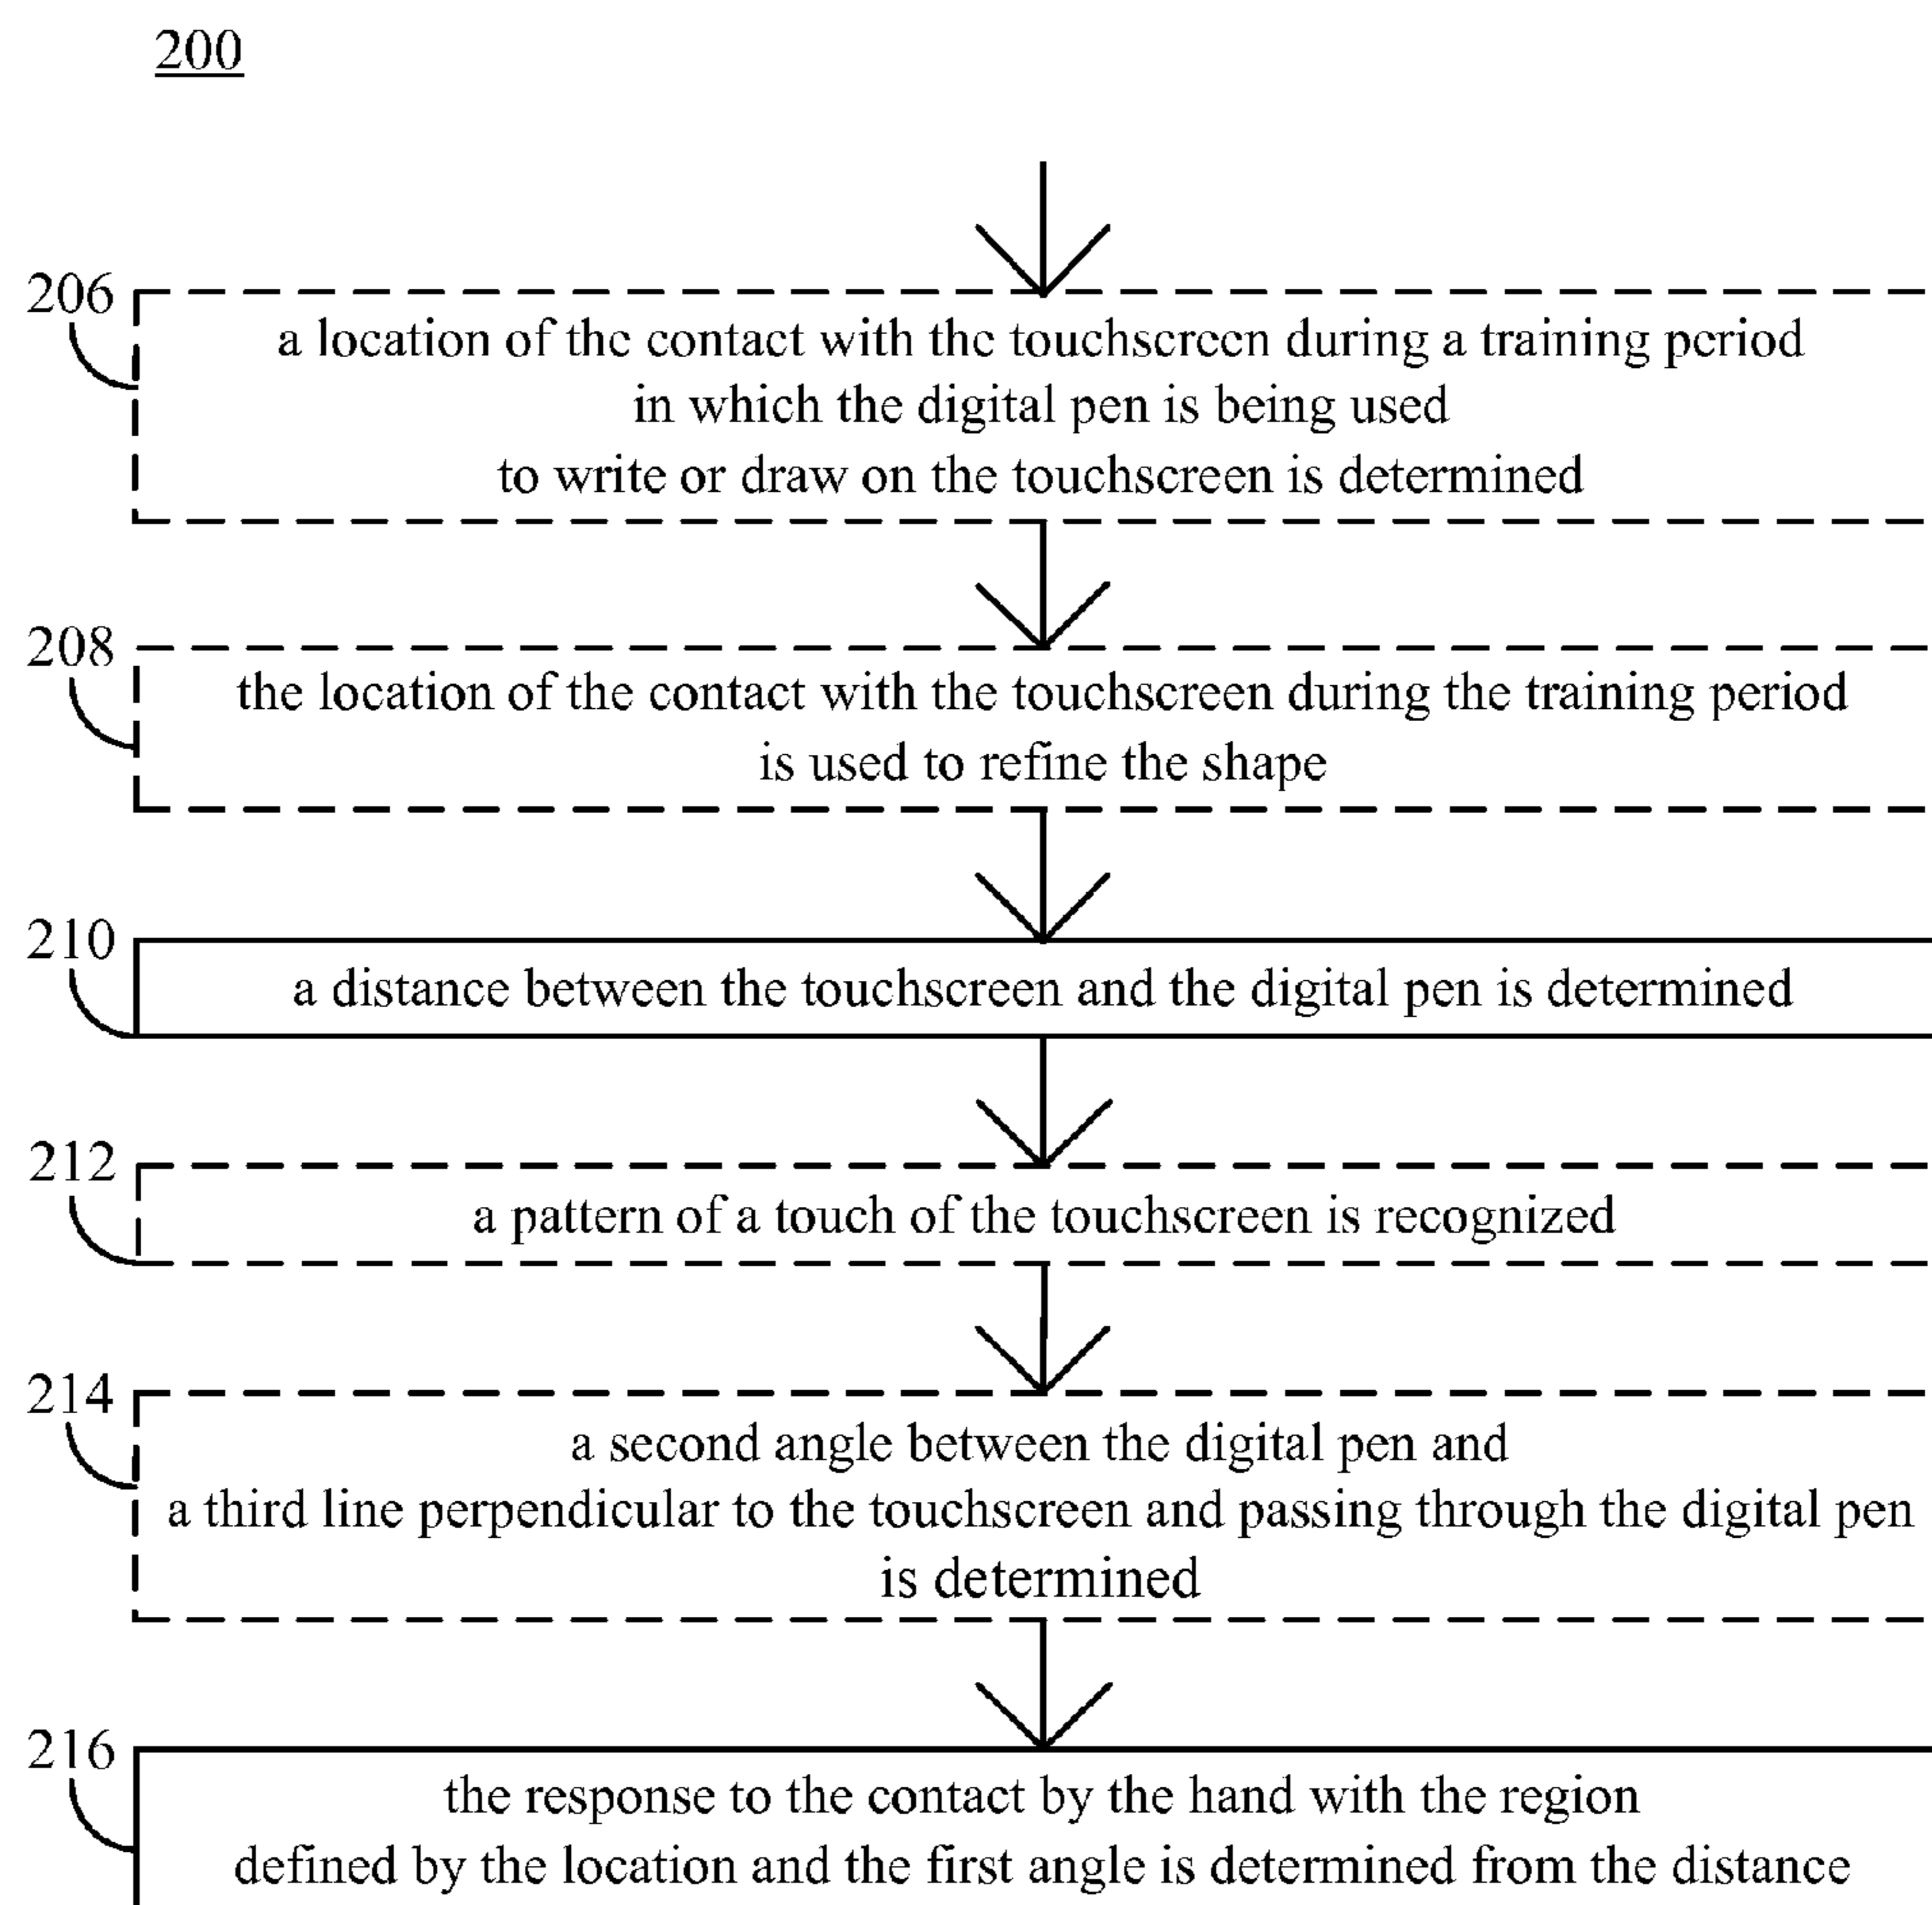 200
206
a location of the contact with the touchscreen during a training period
in which the digital pen is being used
to write or draw on the touchscreen is determined
208
the location of the contact with the touchscreen during the training period
is used to refine the shape
210
a distance between the touchscreen and the digital pen is determined
212
a pattern of a touch of the touchscreen is recognized
214
a second angle between the digital pen and
a third line perpendicular to the touchscreen and passing through the digital pen
is determined
216
the response to the contact by the hand with the region
defined by the location and the first angle is determined from the distance